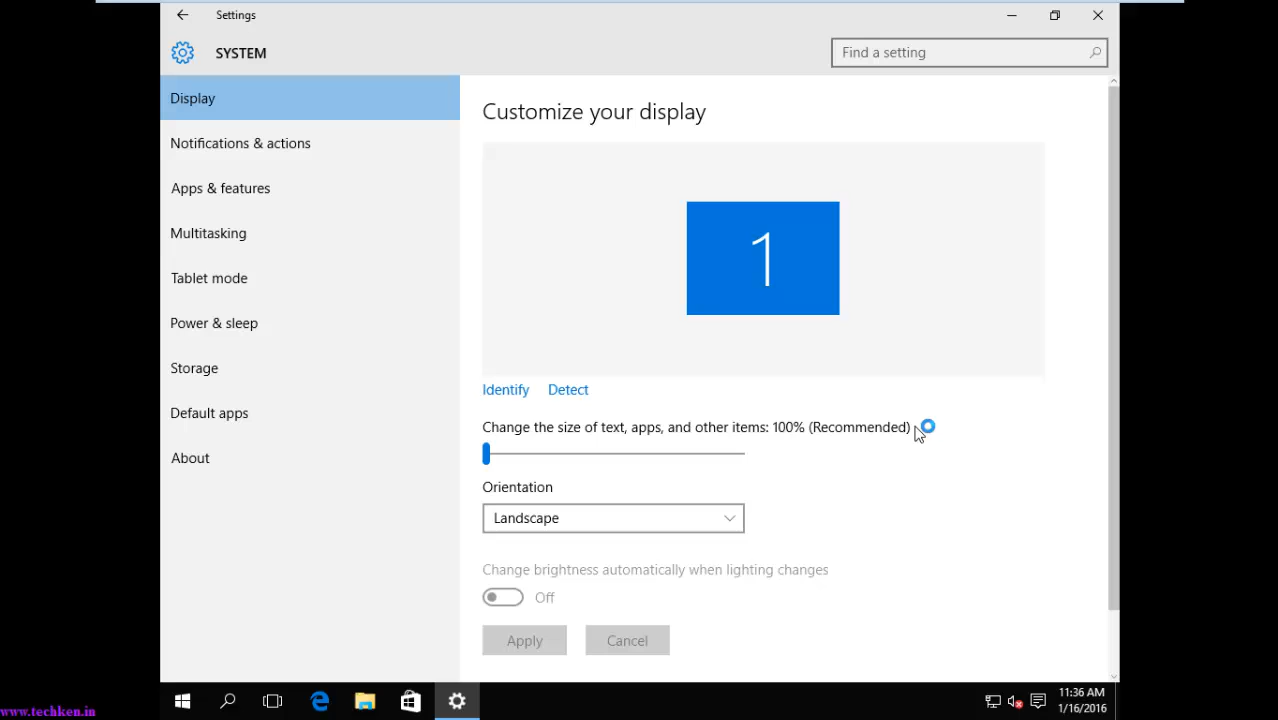 Settings
SYSTEM
Find a setting
Display
Notifications & actions
Apps & features
Multitasking
Tablet mode
Power & sleep
Storage
Default apps
About
Customize your display
1
Identify Detect
Change the size of text, apps, and other items: 100% (Recommended)
Orientation
Landscape
Change brightness automatically when lighting changes
Off
Apply Cancel
11:36 AM
1/16/2016
www.techken.in